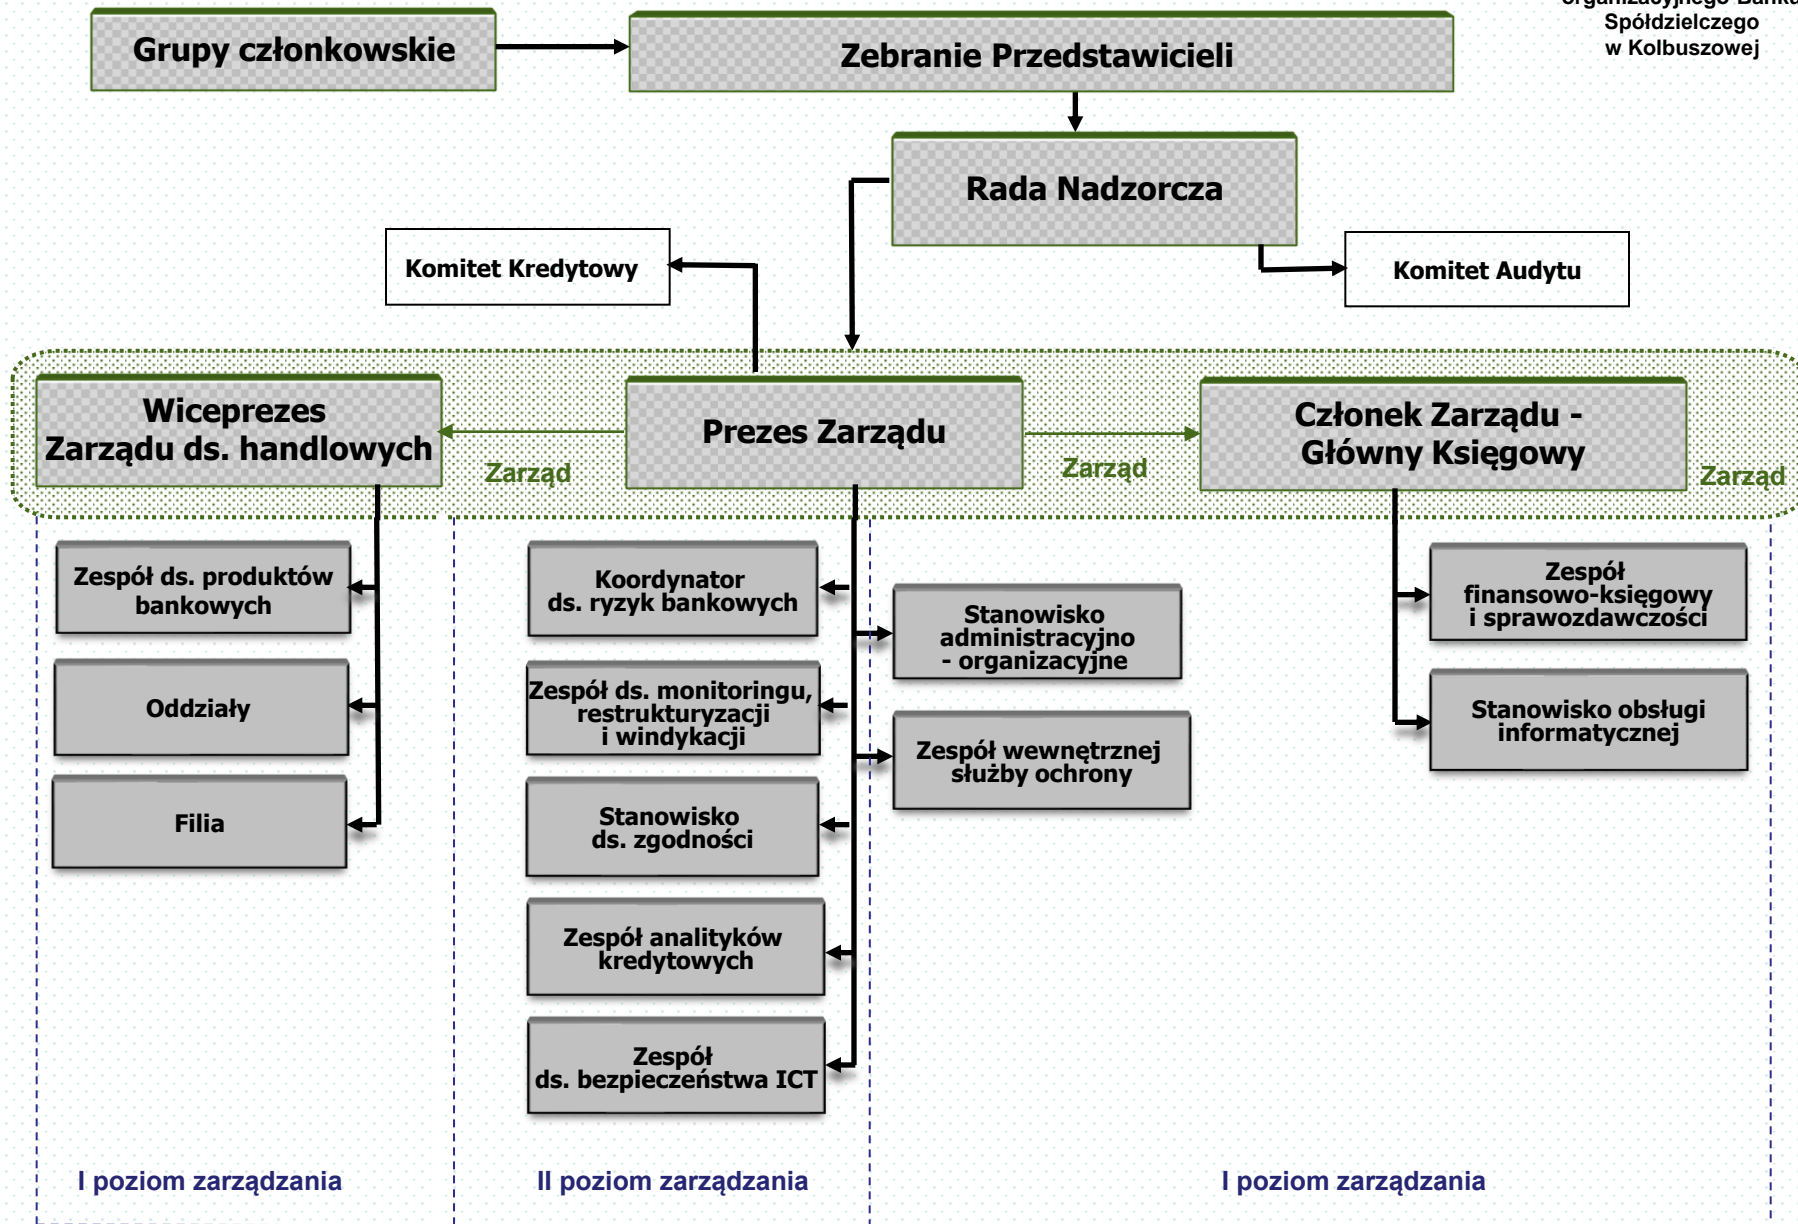 organizacyjnego Banku
Spółdzielczego
w Kolbuszowej
Grupy członkowskie
Zebranie Przedstawicieli
Rada Nadzorcza
Komitet Kredytowy
Komitet Audytu
Wiceprezes
Zarządu ds. handlowych
Zarząd
Prezes Zarządu
Zarząd
Członek Zarządu -
Główny Księgowy
Zarząd
Zespół ds. produktów
bankowych
Oddziały
Filia
Koordynator
ds. ryzyk bankowych
Zespół ds. monitoringu,
restrukturyzacji
i windykacji
Stanowisko
ds. zgodności
Zespół analityków
kredytowych
Zespół
ds. bezpieczeństwa ICT
Stanowisko
administracyjno
- organizacyjne
Zespół wewnętrznej
służby ochrony
Zespół
finansowo-księgowy
i sprawozdawczości
Stanowisko obsługi
informatycznej
I poziom zarządzania
II poziom zarządzania
I poziom zarządzania